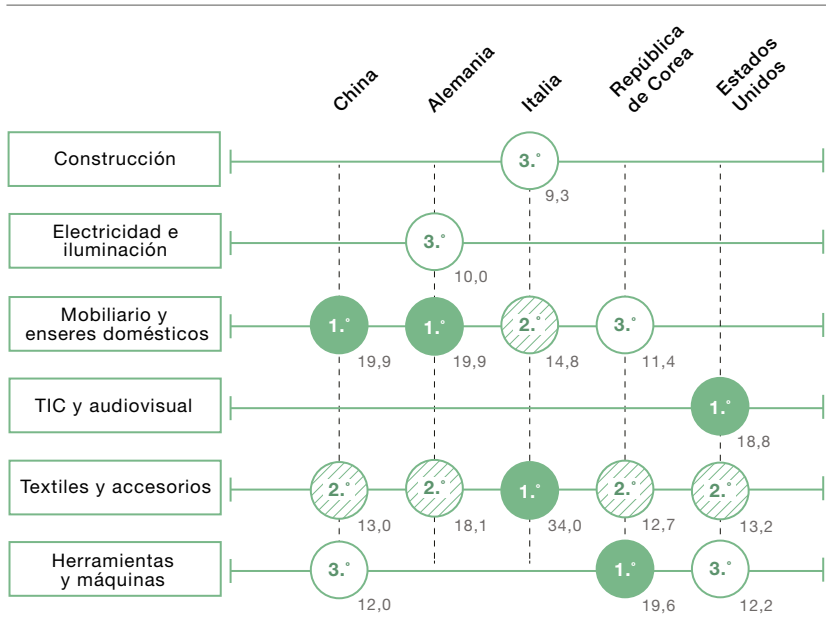 China
Alemania
Italia
República
de Corea
Estados
Unidos
Construcción
3.°
9,3
Electricidad e
iluminación
3.°
10,0
Mobiliario y
enseres domésticos
1.° 1.° 2.° 3.°
19,9 19,9 14,8 11,4
TIC y audiovisual
1.°
18,8
Textiles y accesorios
2.° 2.° 1.° 2.° 2.°
13,0 18,1 34,0 12,7 13,2
Herramientas
y máquinas
3.° 1.° 3.°
12,0 19,6 12,2